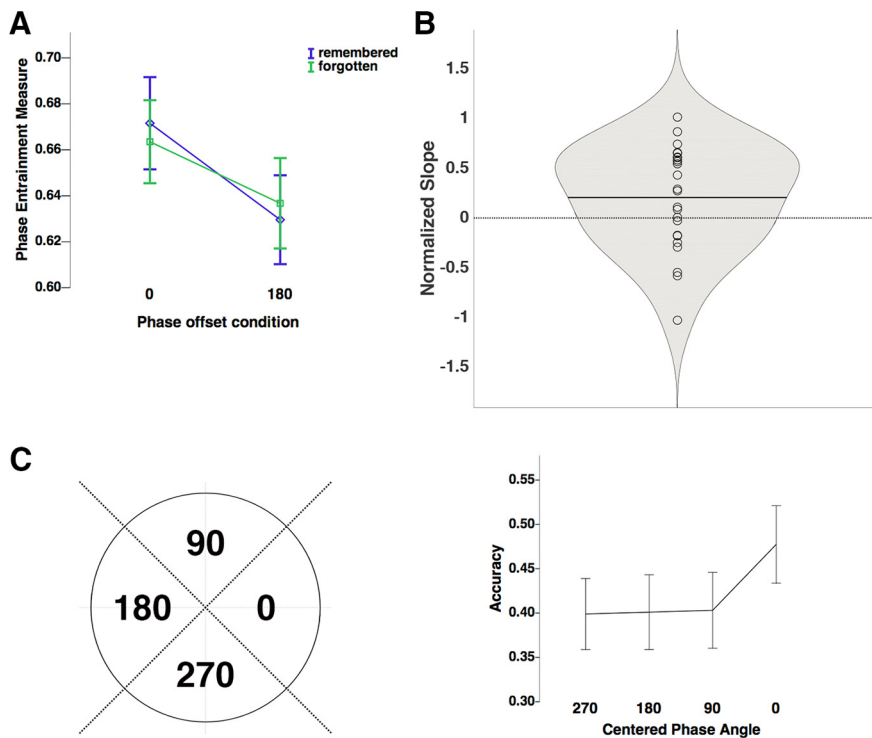 A
Phase Entrainment Measure
0.70
0.68
0.66
0.64
0.62
0.60
remembered
forgotten
0 180
Phase offset condition
B
Normalized Slope
1.5
1
0.5
0
-0.5
-1
-1.5
C
90
180 0
270
Accuracy
0.55
0.50
0.45
0.40
0.35
0.30
270 180 90 0
Centered Phase Angle